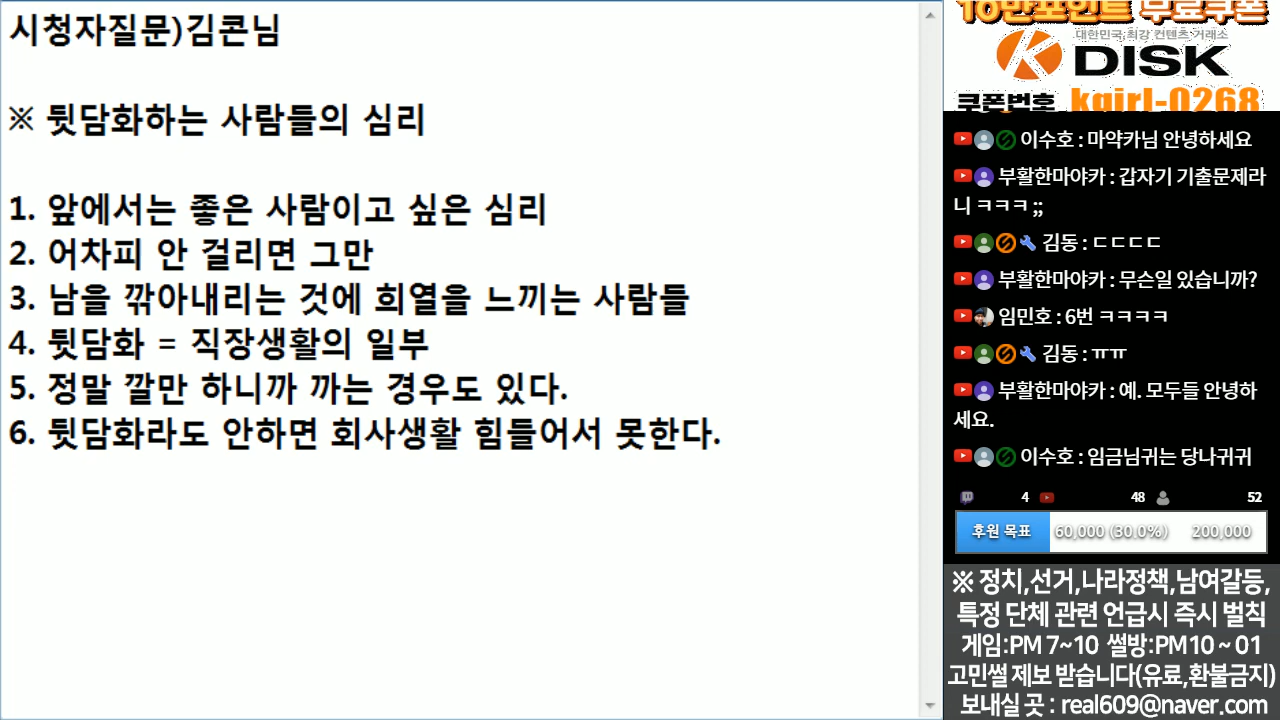 시청자질문)김콘님
※ 뒷담화하는 사람들의 심리
1. 앞에서는 좋은 사람이고 싶은 심리
2. 어차피 안 걸리면 그만
3. 남을 깎아내리는 것에 희열을 느끼는 사람들
4. 뒷담화 = 직장생활의 일부
5. 정말 깔만 하니까 까는 경우도 있다.
6. 뒷담화라도 안하면 회사생활 힘들어서 못한다.
10만포인트 무료쿠폰
대한민국 최강 컨텐츠 거래소
K DISK
쿠폰번호 kgirl-0268
이수호 : 마약카님 안녕하세요
부활한마야카 : 갑자기 기출문제라
니 ㅋㅋㅋ ;;
김동 : ㄷㄷㄷㄷ
부활한마야카 : 무슨일 있습니까?
임민호 : 6번 ㅋㅋㅋㅋ
김동 : ㅠㅠ
부활한마야카 : 예. 모두들 안녕하
세요.
이수호 : 임금님귀는 당나귀귀
4 48 52
후원 목표 60,000 (30.0%) 200,000
※ 정치,선거,나라정책,남여갈등,
특정 단체 관련 언급시 즉시 벌칙
게임:PM 7~10 썰방:PM10 ~ 01
고민썰 제보 받습니다(유료,환불금지)
보내실 곳 : real609@naver.com